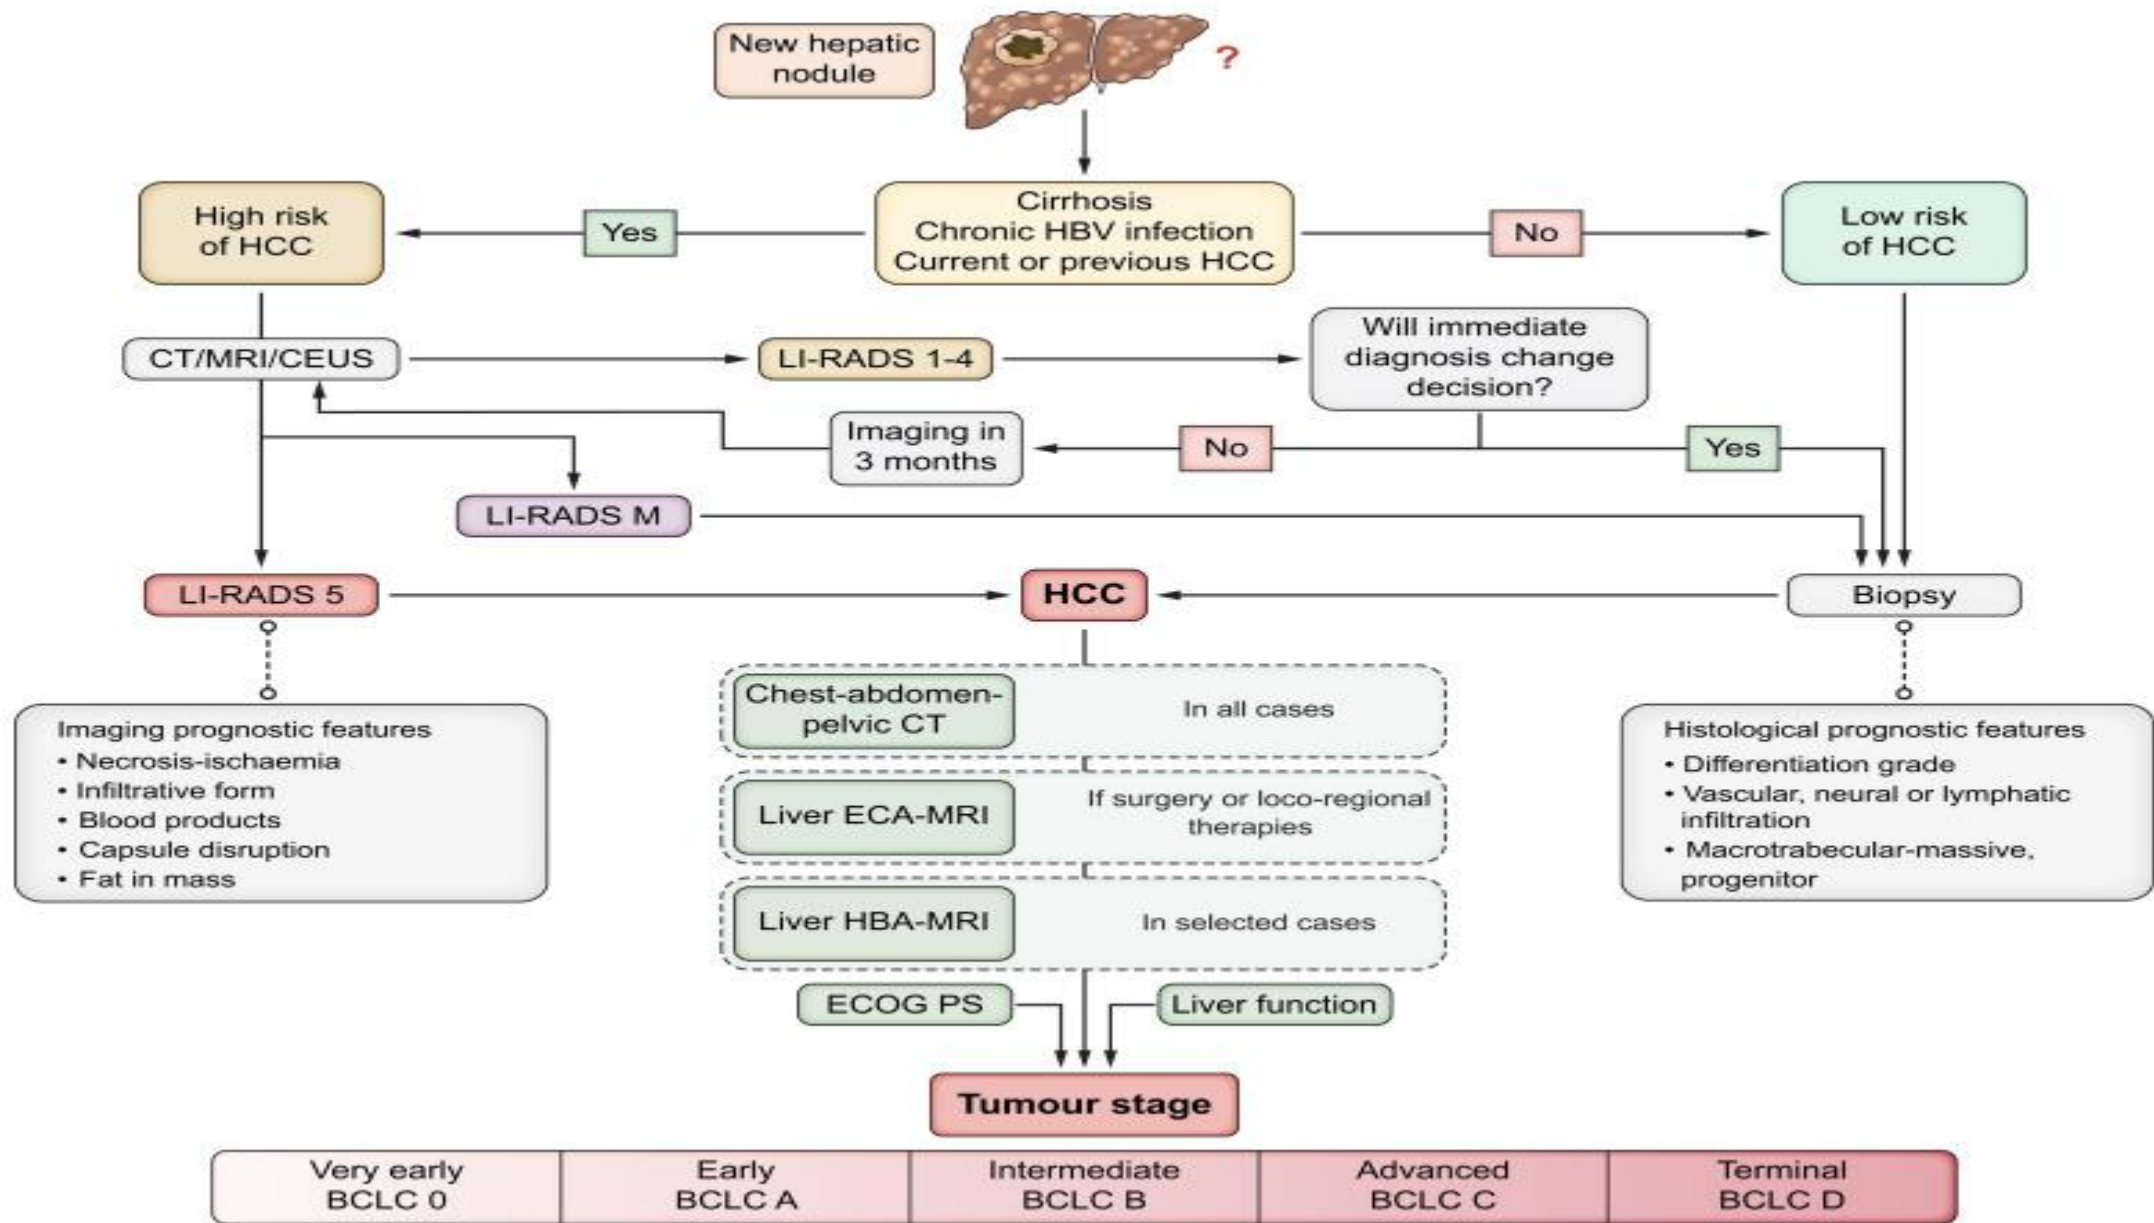 New hepatic
nodule
?
High risk
of HCC
Yes
Cirrhosis
Chronic HBV infection
Current or previous HCC
No
Low risk
of HCC
CT/MRI/CEUS
LI-RADS 1-4
Will immediate
diagnosis change
decision?
Imaging in
3 months
No
Yes
LI-RADS M
LI-RADS 5
HCC
Biopsy
Imaging prognostic features
• Necrosis-ischaemia
• Infiltrative form
• Blood products
• Capsule disruption
• Fat in mass
Chest-abdomen-
pelvic CT
In all cases
Liver ECA-MRI
If surgery or loco-regional
therapies
Liver HBA-MRI
In selected cases
Histological prognostic features
• Differentiation grade
• Vascular, neural or lymphatic
infiltration
• Macrotrabecular-massive,
progenitor
ECOG PS
Liver function
Tumour stage
Very early
BCLC 0
Early
BCLC A
Intermediate
BCLC B
Advanced
BCLC C
Terminal
BCLC D